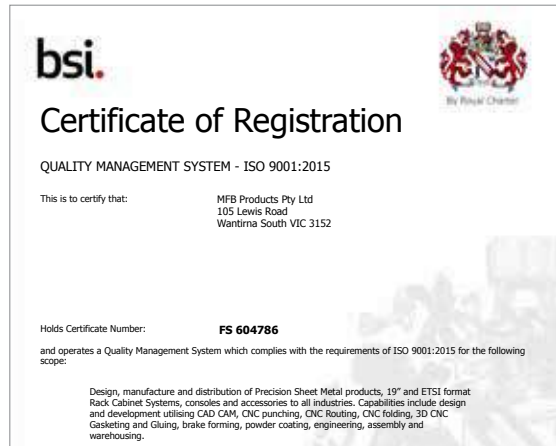 bsi.
By Royal Charter
Certificate of Registration
QUALITY MANAGEMENT SYSTEM - ISO 9001:2015
This is to certify that:
MFB Products Pty Ltd
105 Lewis Road
Wantirna South VIC 3152
Holds Certificate Number:
FS 604786
and operates a Quality Management System which complies with the requirements of ISO 9001:2015 for the following
scope:
Design, manufacture and distribution of Precision Sheet Metal products, 19" and ETSI format
Rack Cabinet Systems, consoles and accessories to all industries. Capabilities include design
and development utilising CAD CAM, CNC punching, CNC Routing, CNC folding, 3D CNC
Gasketing and Gluing, brake forming, powder coating, engineering, assembly and
warehousing.